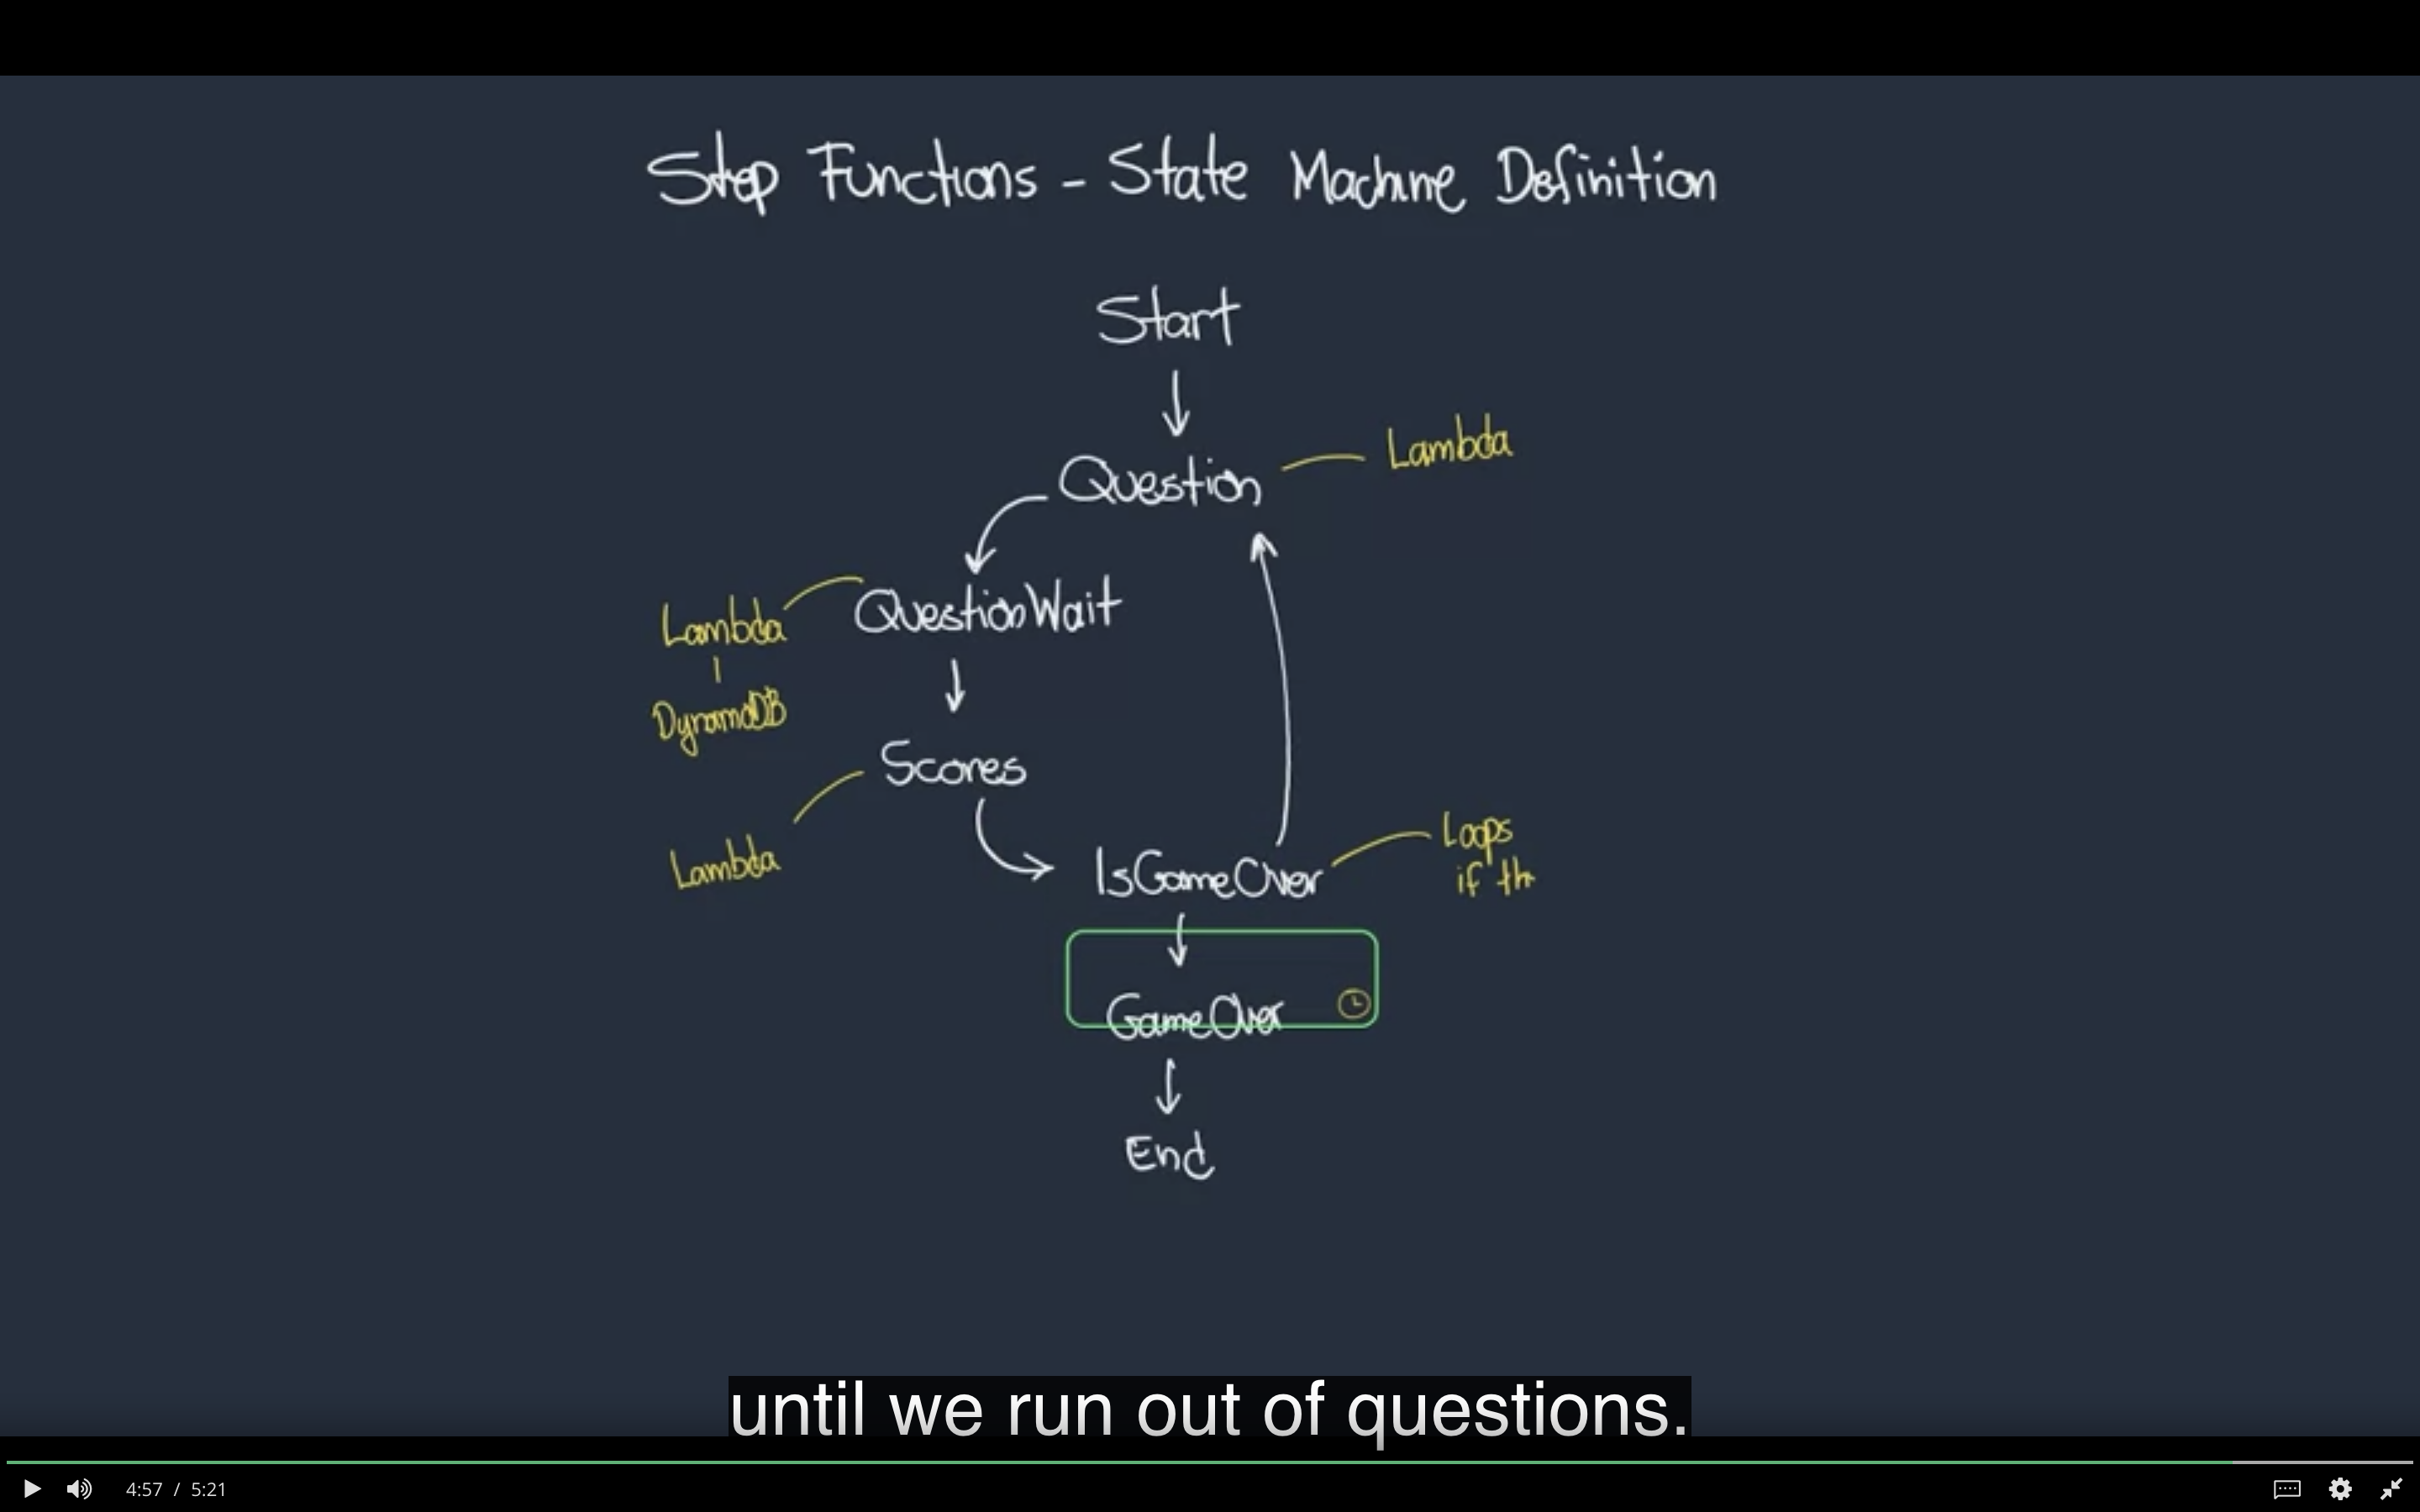 Step Functions - State Machine Definition
Start
Question
Lambda
QuestionWait
Lambda
DynamoDB
Scores
Lambda
IsGameOver
Loops
if th
GameOver
End
until we run out of questions.
4:57 / 5:21